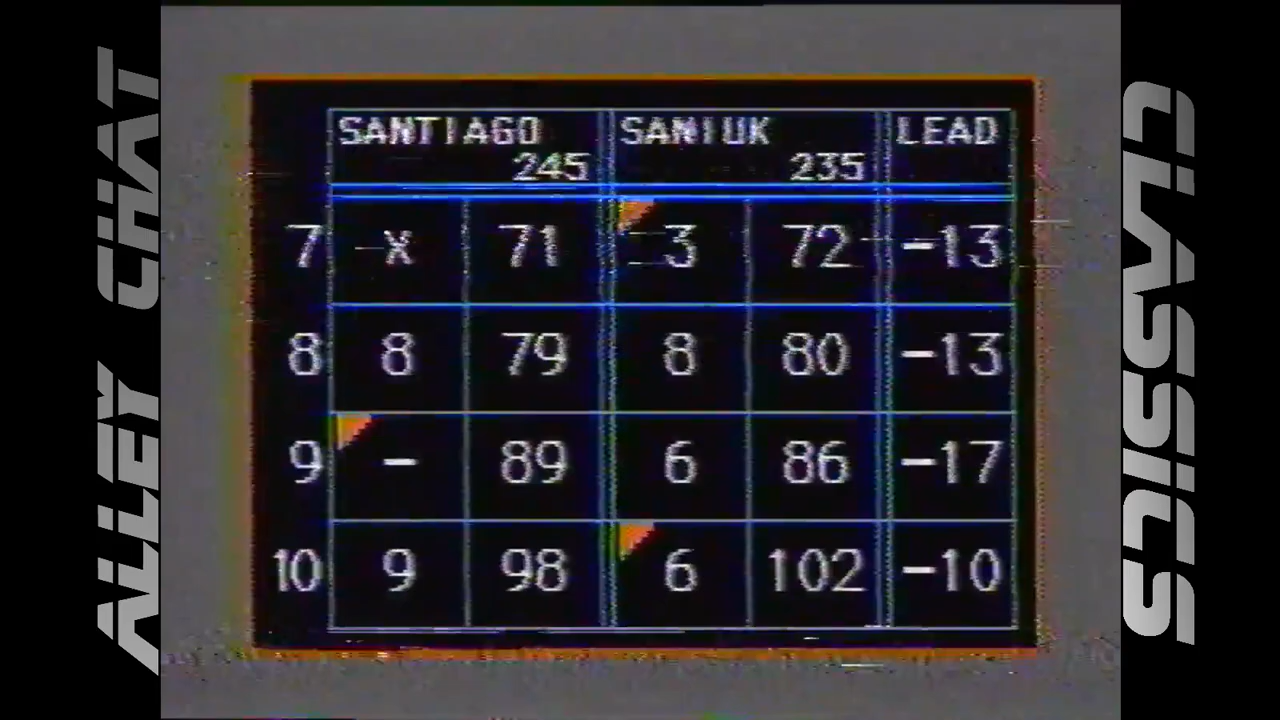 ALLEY CHAT
SANTIAGO SANIUK LEAD
245 235
7 X 71 3 72 -13
8 8 79 8 80 -13
9 - 89 6 86 -17
10 9 98 6 102 -10
CLASSICS